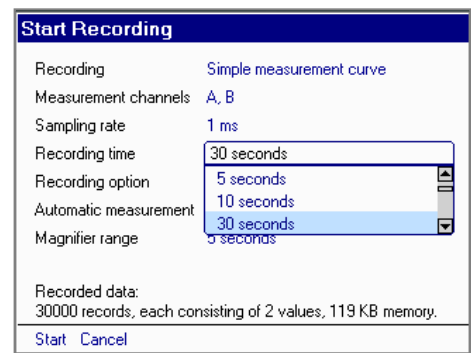 Start Recording
Recording Simple measurement curve
Measurement channels A, B
Sampling rate 1 ms
Recording time 30 seconds
Recording option 5 seconds
10 seconds
Automatic measurement 30 seconds
Magnifier range 5 seconds
Recorded data:
30000 records, each consisting of 2 values, 119 KB memory.
Start Cancel